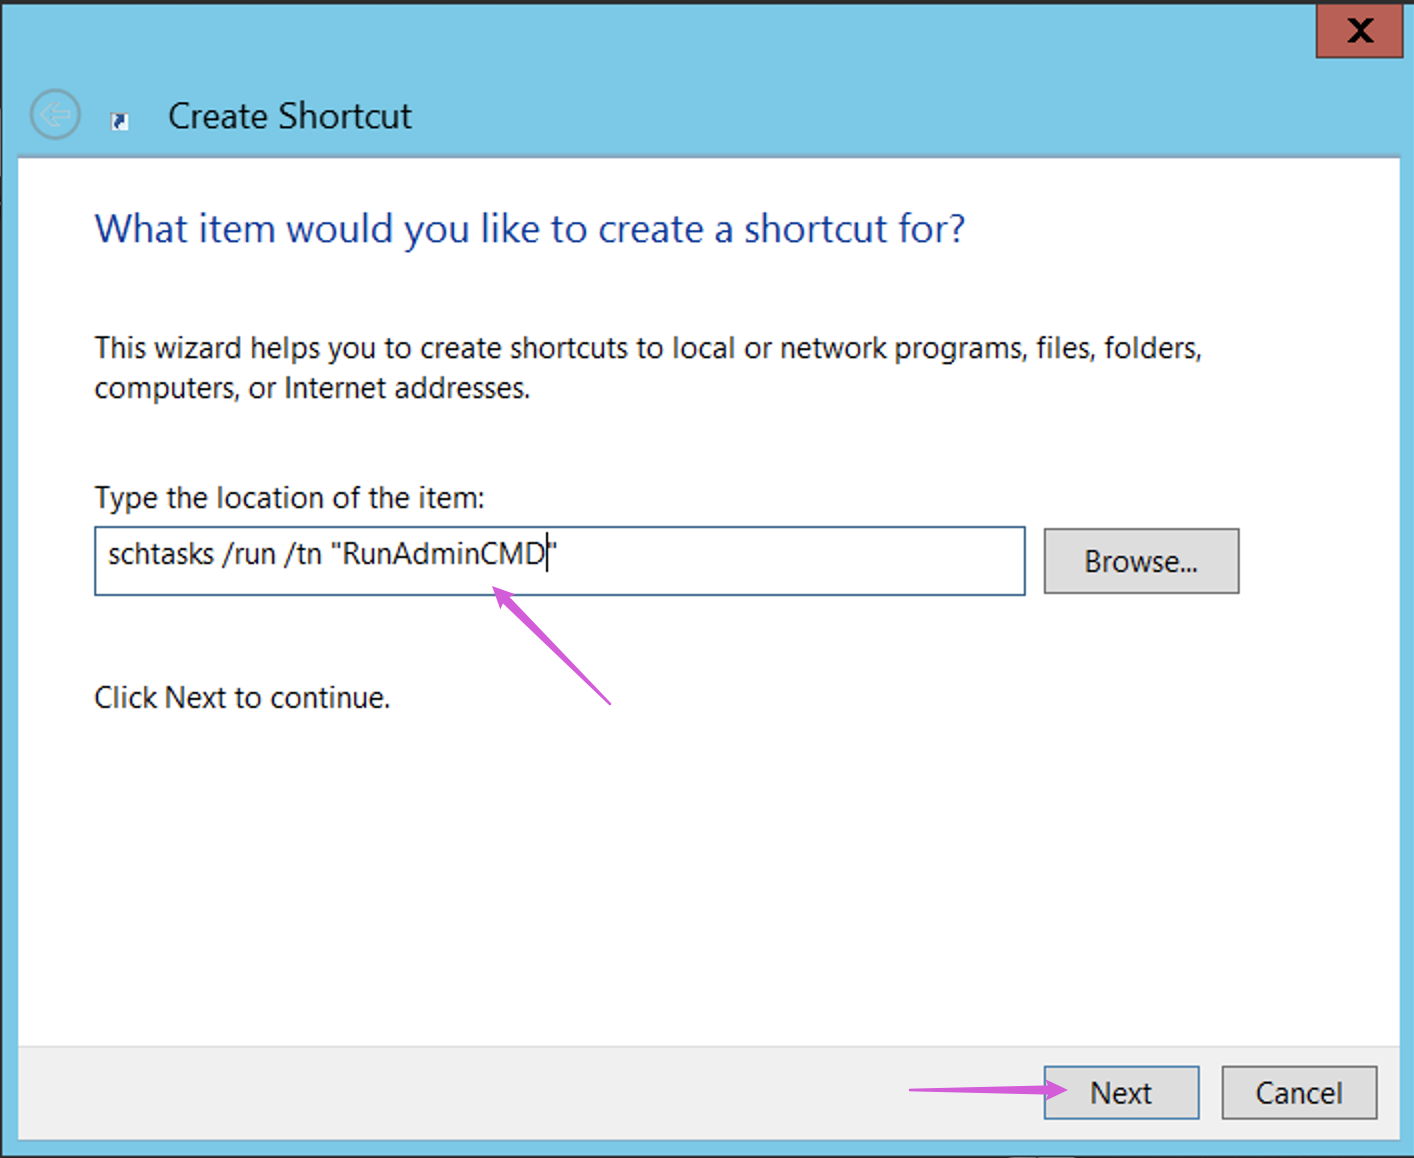 X
Create Shortcut
What item would you like to create a shortcut for?
This wizard helps you to create shortcuts to local or network programs, files, folders,
computers, or Internet addresses.
Type the location of the item:
schtasks /run /tn "RunAdminCMD"
Browse...
Click Next to continue.
Next
Cancel